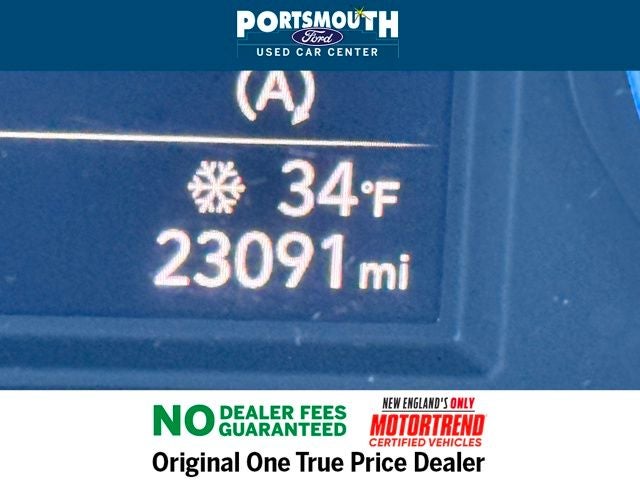 PORTSMOUTH
Ford
USED CAR CENTER
(A)
34°F
23091 mi
NO DEALER FEES GUARANTEED
NEW ENGLAND'S ONLY
MOTORTREND
CERTIFIED VEHICLES
Original One True Price Dealer